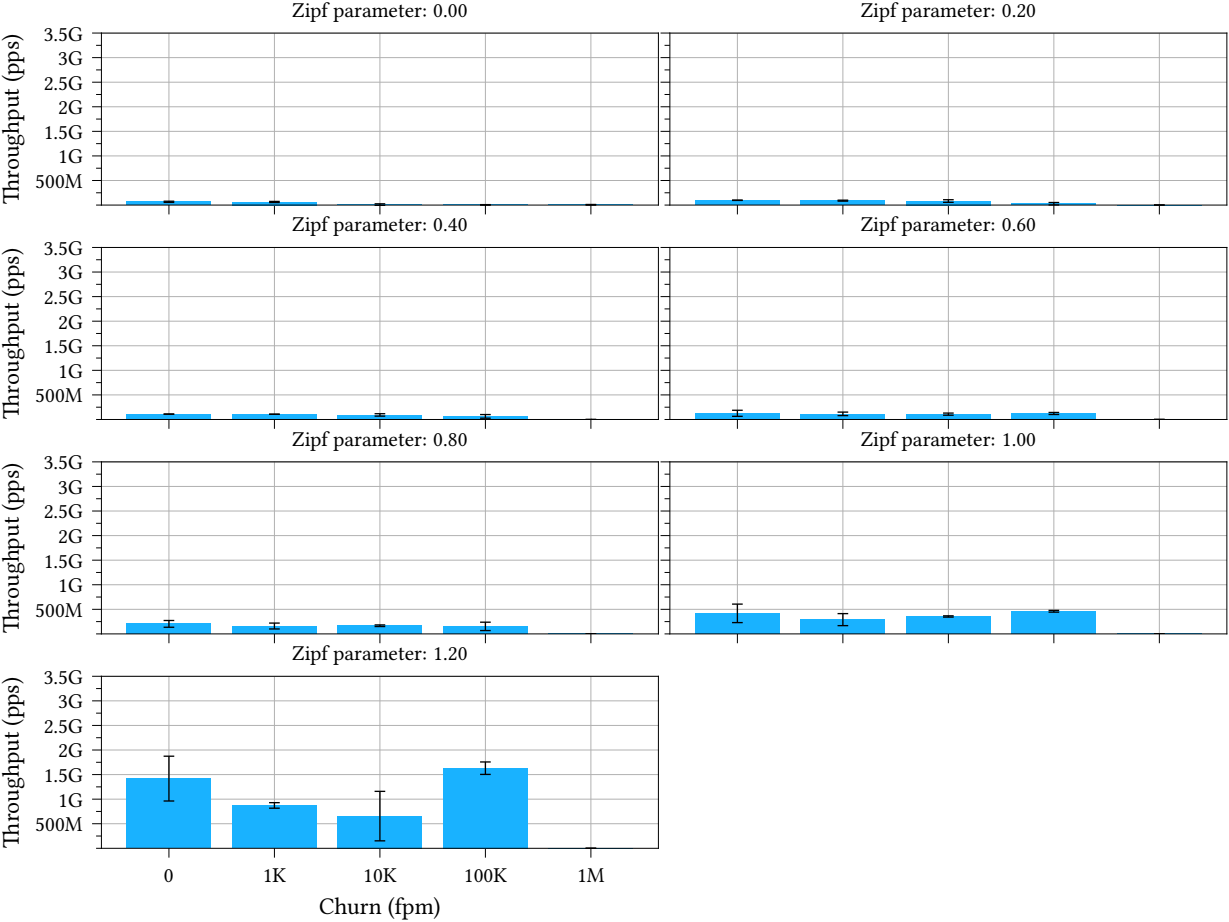 Zipf parameter: 0.00
Zipf parameter: 0.20
Throughput (pps)
3.5G
3G
2.5G
2G
1.5G
1G
500M
Zipf parameter: 0.40
Zipf parameter: 0.60
Throughput (pps)
3.5G
3G
2.5G
2G
1.5G
1G
500M
Zipf parameter: 0.80
Zipf parameter: 1.00
Throughput (pps)
3.5G
3G
2.5G
2G
1.5G
1G
500M
Zipf parameter: 1.20
Throughput (pps)
3.5G
3G
2.5G
2G
1.5G
1G
500M
0 1K 10K 100K 1M
Churn (fpm)